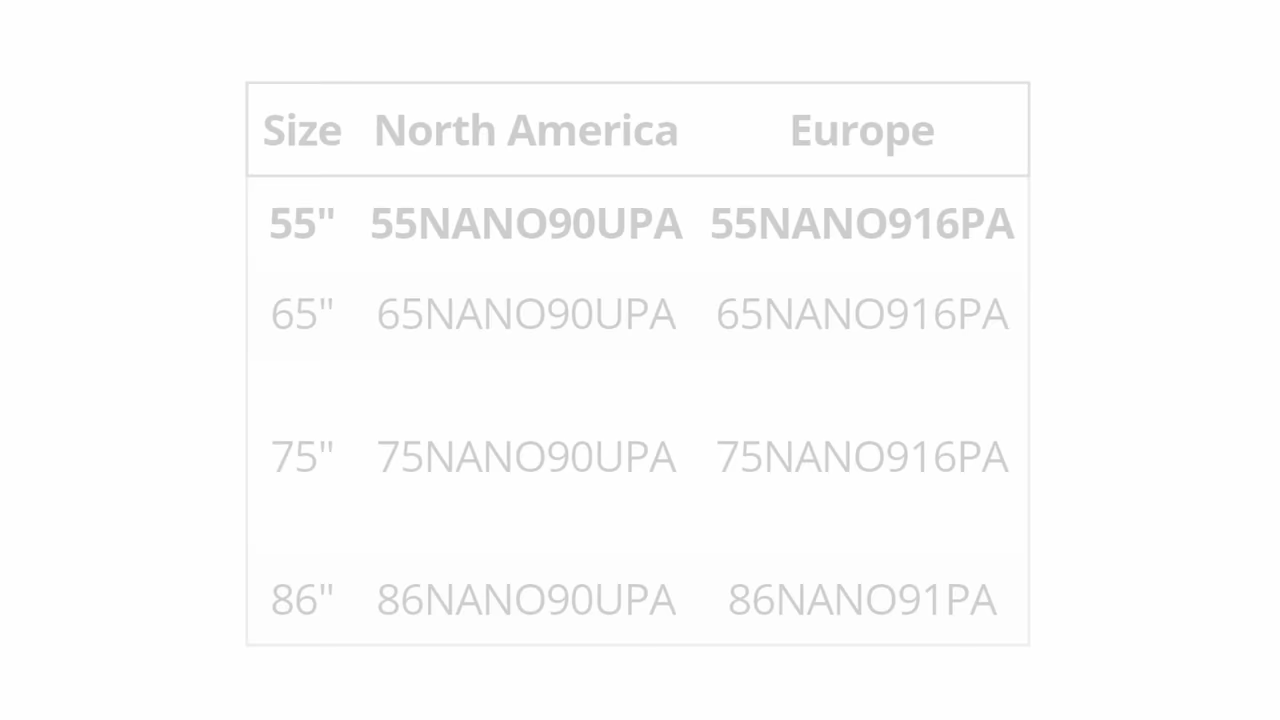 Size North America Europe
55" 55NANO90UPA 55NANO916PA
65" 65NANO90UPA 65NANO916PA
75" 75NANO90UPA 75NANO916PA
86" 86NANO90UPA 86NANO91PA